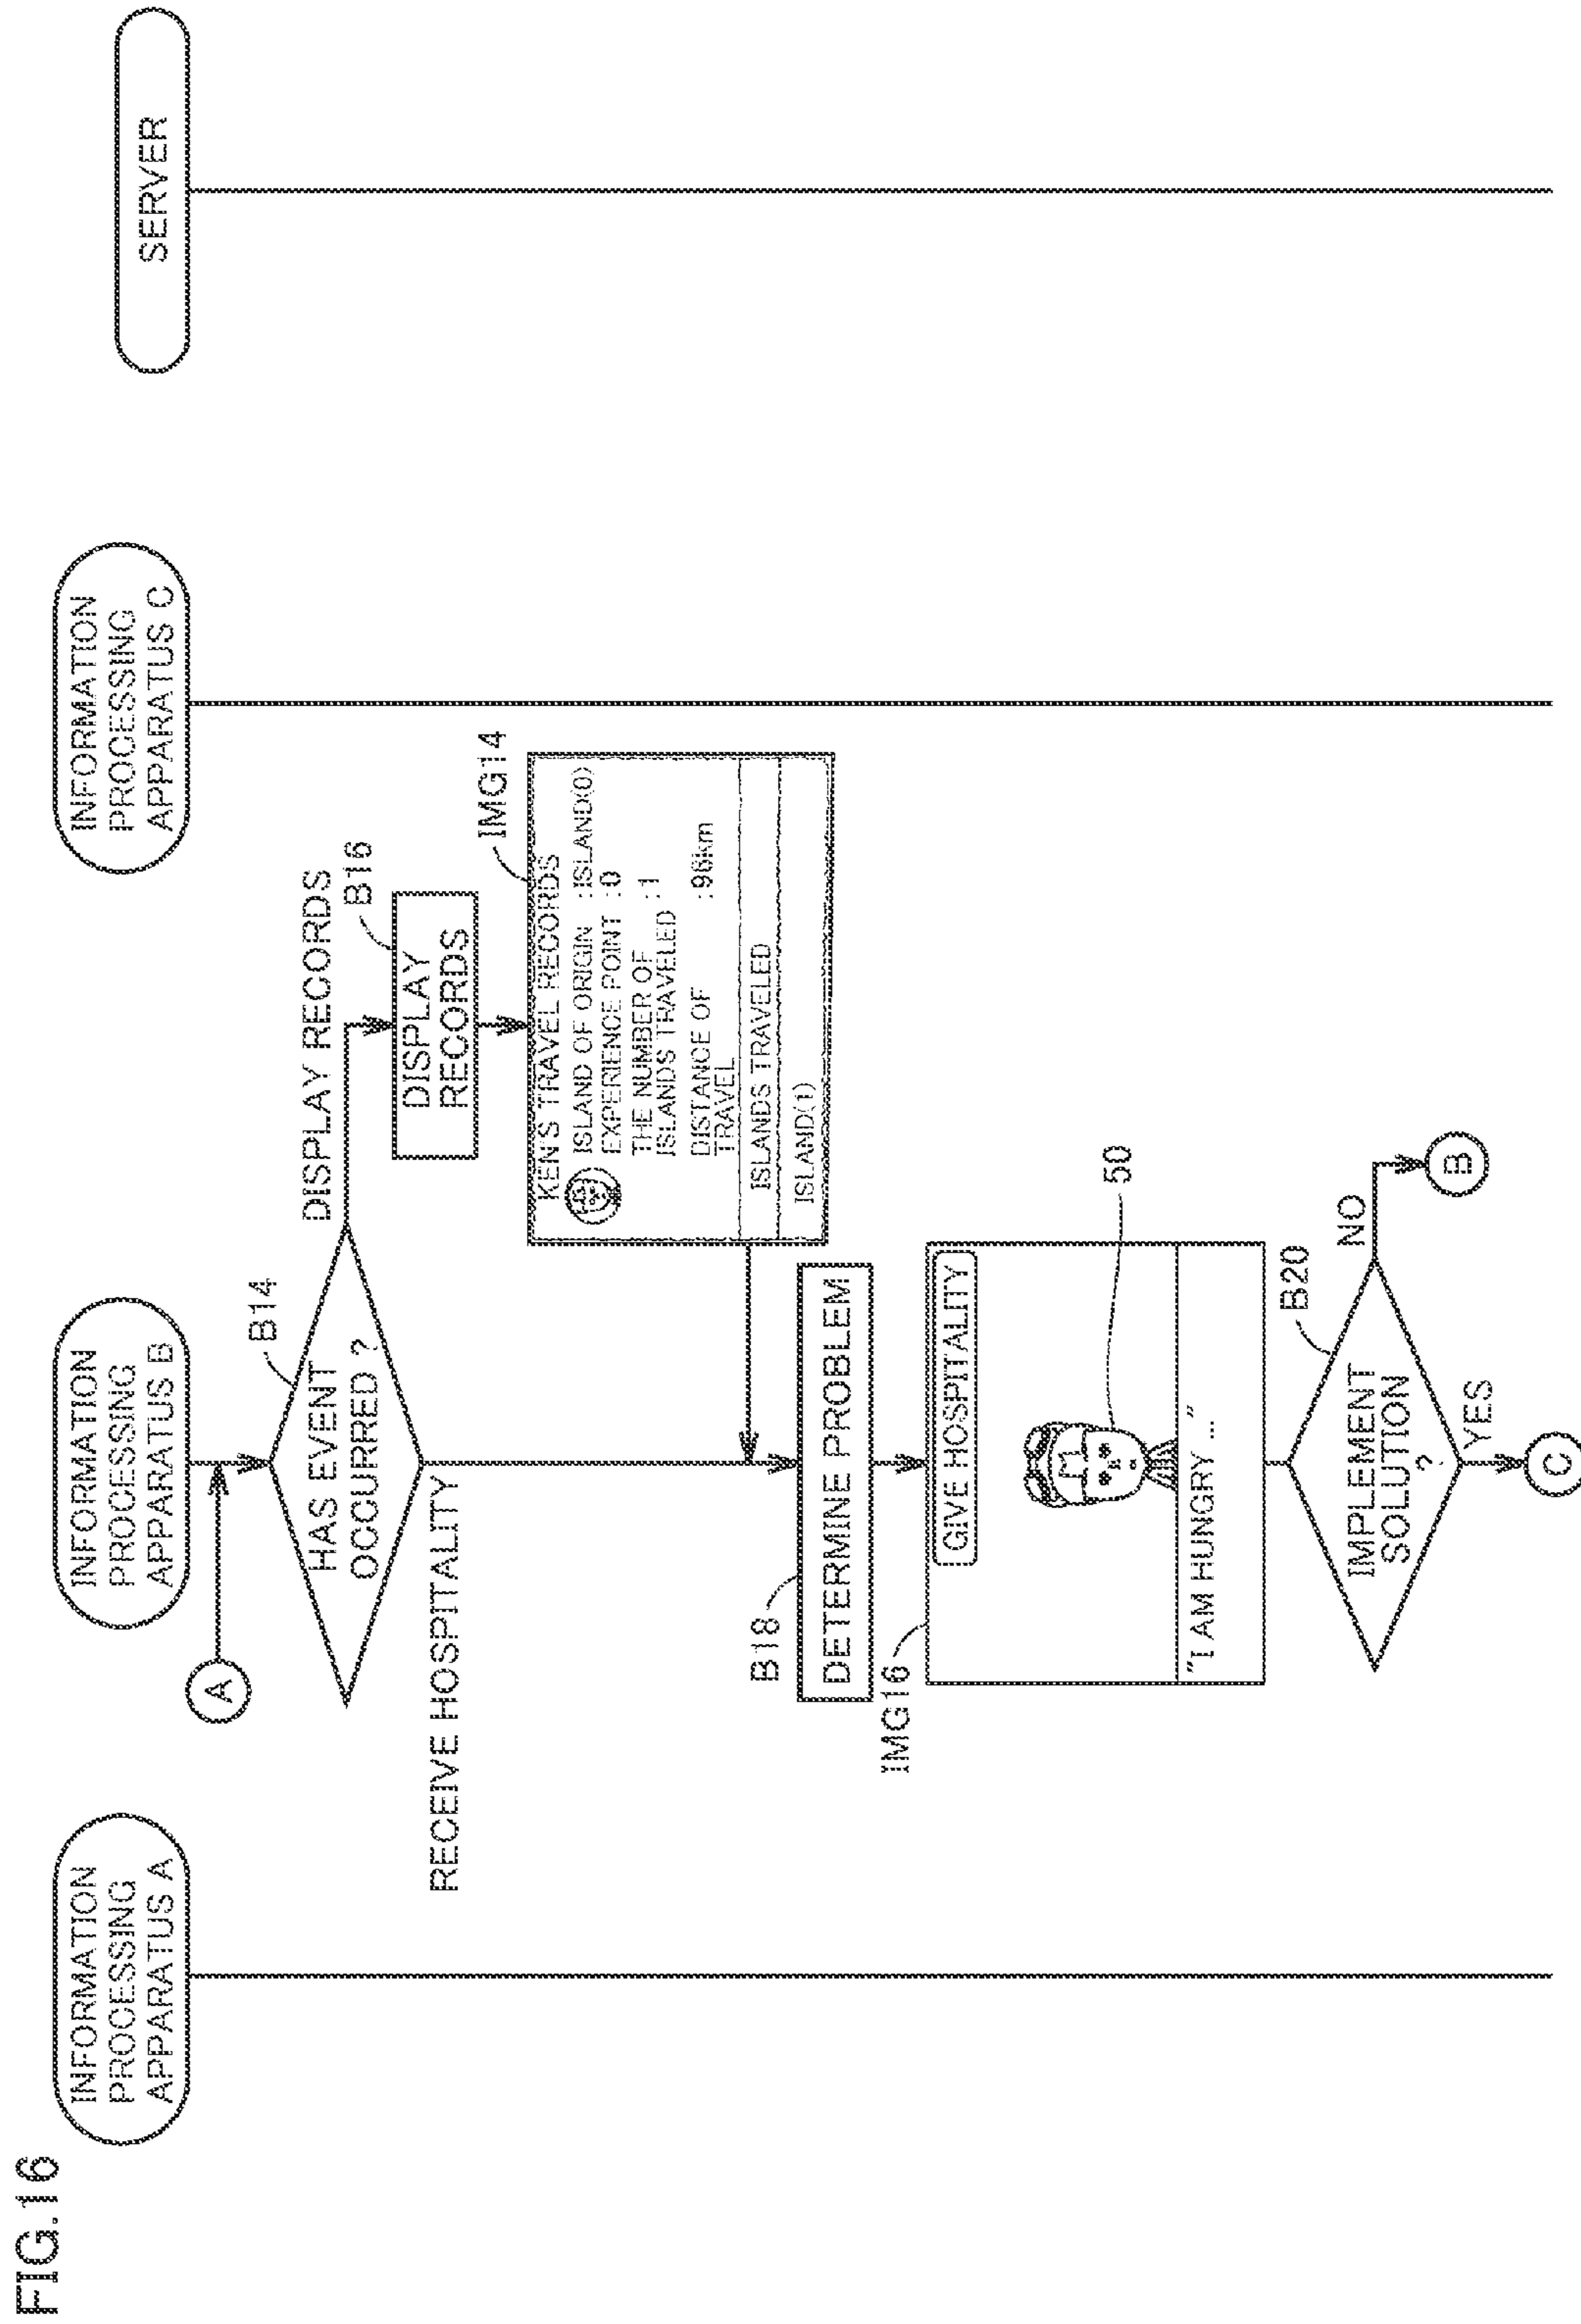 FIG.16
INFORMATION
PROCESSING
APPARATUS A
INFORMATION
PROCESSING
APPARATUS B
INFORMATION
PROCESSING
APPARATUS C
SERVER
A
B14
HAS EVENT
OCCURRED ?
DISPLAY RECORDS
B16
DISPLAY
RECORDS
IMG14
KEN'S TRAVEL RECORDS
ISLAND OF ORIGIN :ISLAND(0)
EXPERIENCE POINT :0
THE NUMBER OF
ISLANDS TRAVELED :1
DISTANCE OF
TRAVEL :96km
ISLANDS TRAVELED
ISLAND(1)
RECEIVE HOSPITALITY
B18
DETERMINE PROBLEM
IMG16
GIVE HOSPITALITY
50
"I AM HUNGRY ..."
B20
IMPLEMENT
SOLUTION
?
NO
B
YES
C